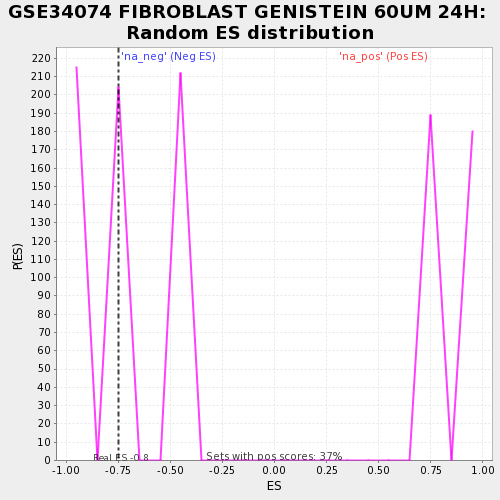 GSE34074 FIBROBLAST GENISTEIN 60UM 24H:
Random ES distribution
'na_neg' (Neg ES)
'na_pos' (Pos ES)
220
210
200
190
180
170
160
150
140
130
120
110
100
90
80
70
60
50
40
30
20
10
0
P(ES)
Real ES -0.8
Sets with pos scores: 37%
-1.00 -0.75 -0.50 -0.25 0.00 0.25 0.50 0.75 1.00
ES